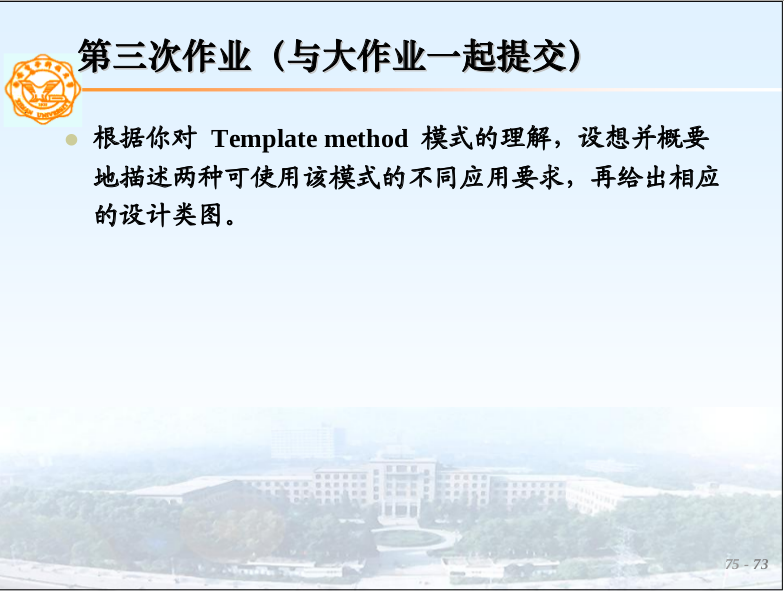 第三次作业（与大作业一起提交）
根据你对 Template method 模式的理解，设想并概要
地描述两种可使用该模式的不同应用要求，再给出相应
的设计类图。
75 - 73